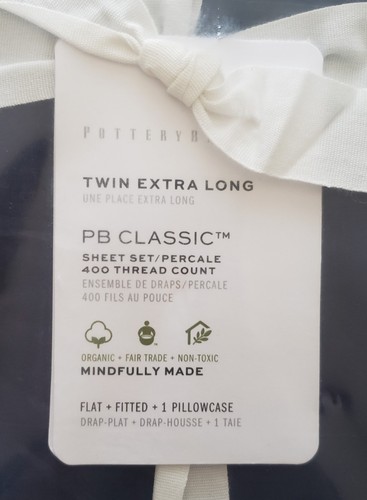 TWIN EXTRA LONG
UNE PLACE EXTRA LONG
PB CLASSIC™
SHEET SET/PERCALE
400 THREAD COUNT
ENSEMBLE DE DRAPS/PERCALE
400 FILS AU POUCE
ORGANIC + FAIR TRADE + NON-TOXIC
MINDFULLY MADE
FLAT + FITTED + 1 PILLOWCASE
DRAP-PLAT + DRAP-HOUSSE + 1 TAIE